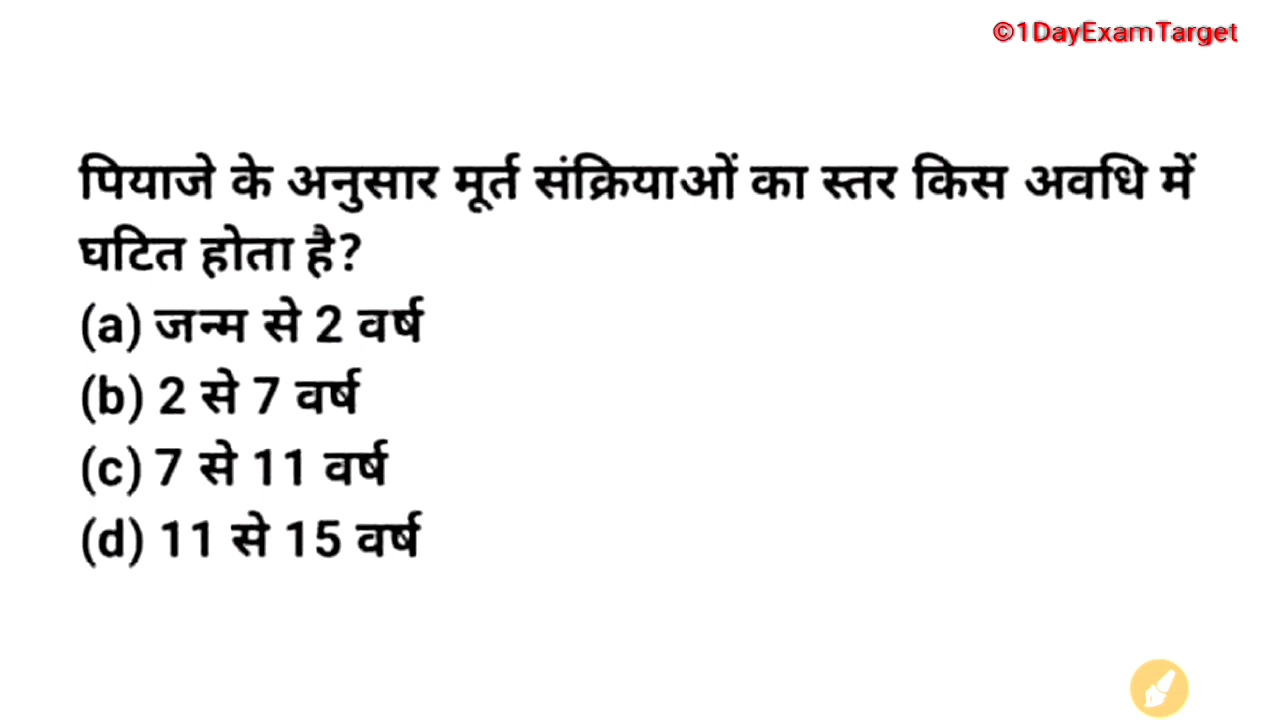 ©1DayExamTarget
पियाजे के अनुसार मूर्त संक्रियाओं का स्तर किस अवधि में
घटित होता है?
(a) जन्म से 2 वर्ष
(b) 2 से 7 वर्ष
(c) 7 से 11 वर्ष
(d) 11 से 15 वर्ष